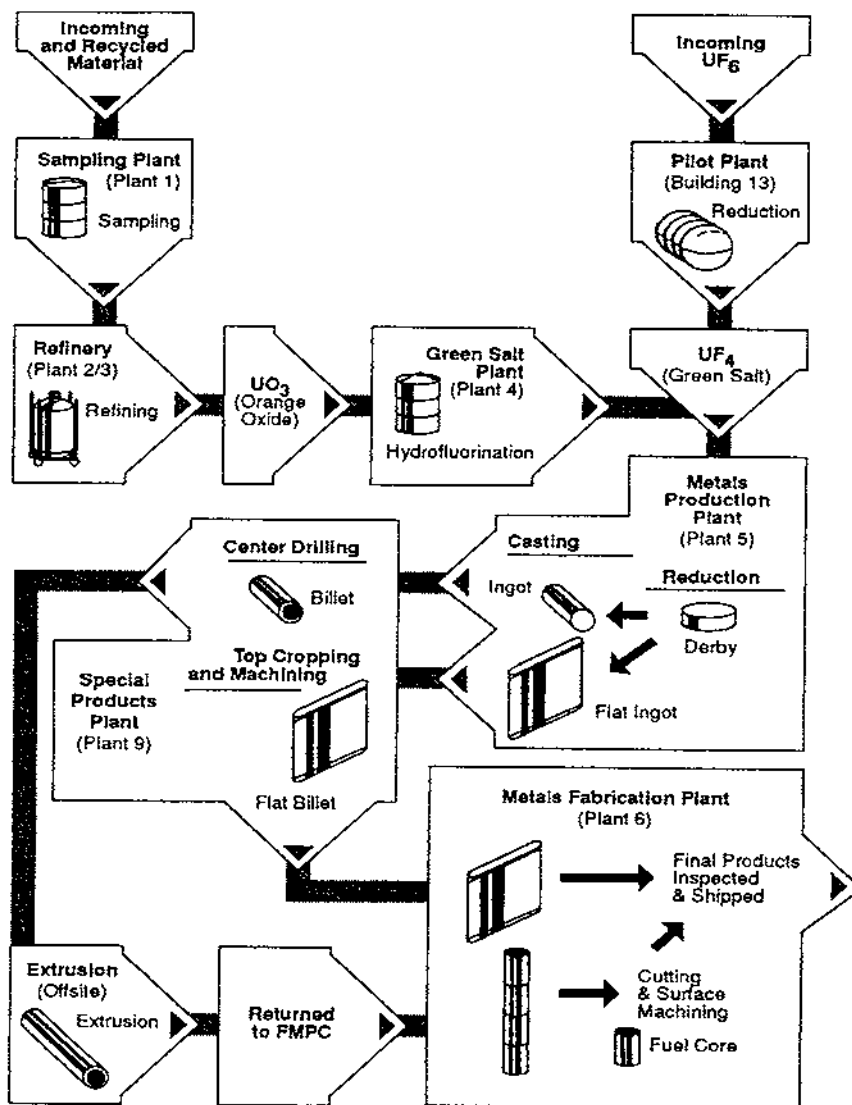 Incoming
and Recycled
Material
Incoming
UF6
Sampling Plant
(Plant 1)
Sampling
Pilot Plant
(Building 13)
Reduction
Refinery
(Plant 2/3)
Refining
UO3
(Orange
Oxide)
Green Salt
Plant
(Plant 4)
Hydrofluorination
UF4
(Green Salt)
Metals
Production
Plant
(Plant 5)
Casting
Ingot
Reduction
Derby
Flat Ingot
Center Drilling
Billet
Top Cropping
and Machining
Special
Products
Plant
(Plant 9)
Flat Billet
Metals Fabrication Plant
(Plant 6)
Final Products
Inspected
& Shipped
Cutting
& Surface
Machining
Fuel Core
Extrusion
(Offsite)
Extrusion
Returned
to FMPC